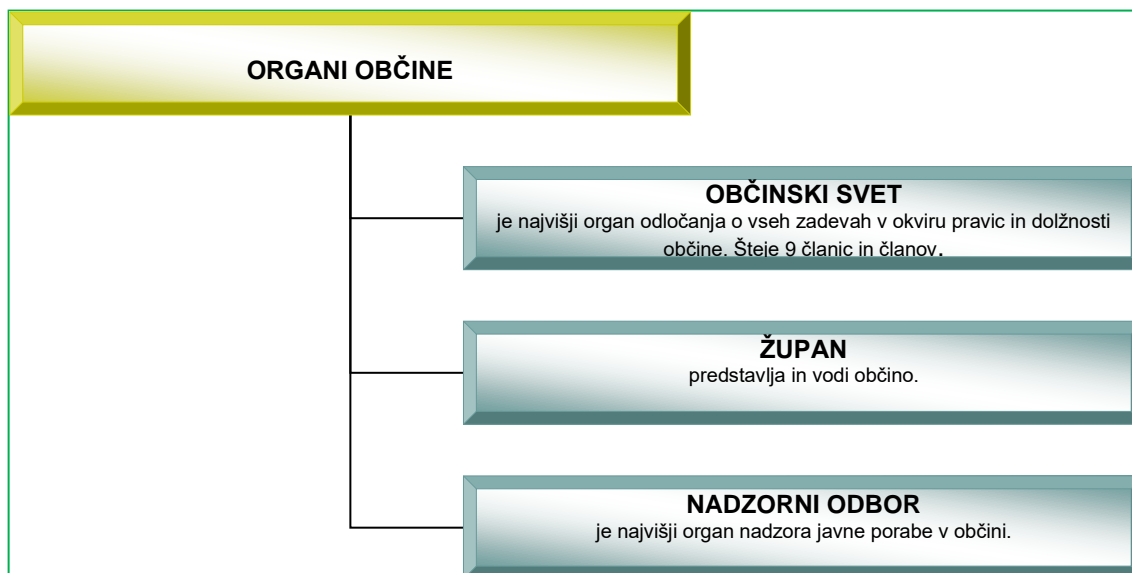 ORGANI OBČINE
OBČINSKI SVET
je najvišji organ odločanja o vseh zadevah v okviru pravic in dolžnosti
občine. Šteje 9 članic in članov.
ŽUPAN
predstavlja in vodi občino.
NADZORNI ODBOR
je najvišji organ nadzora javne porabe v občini.